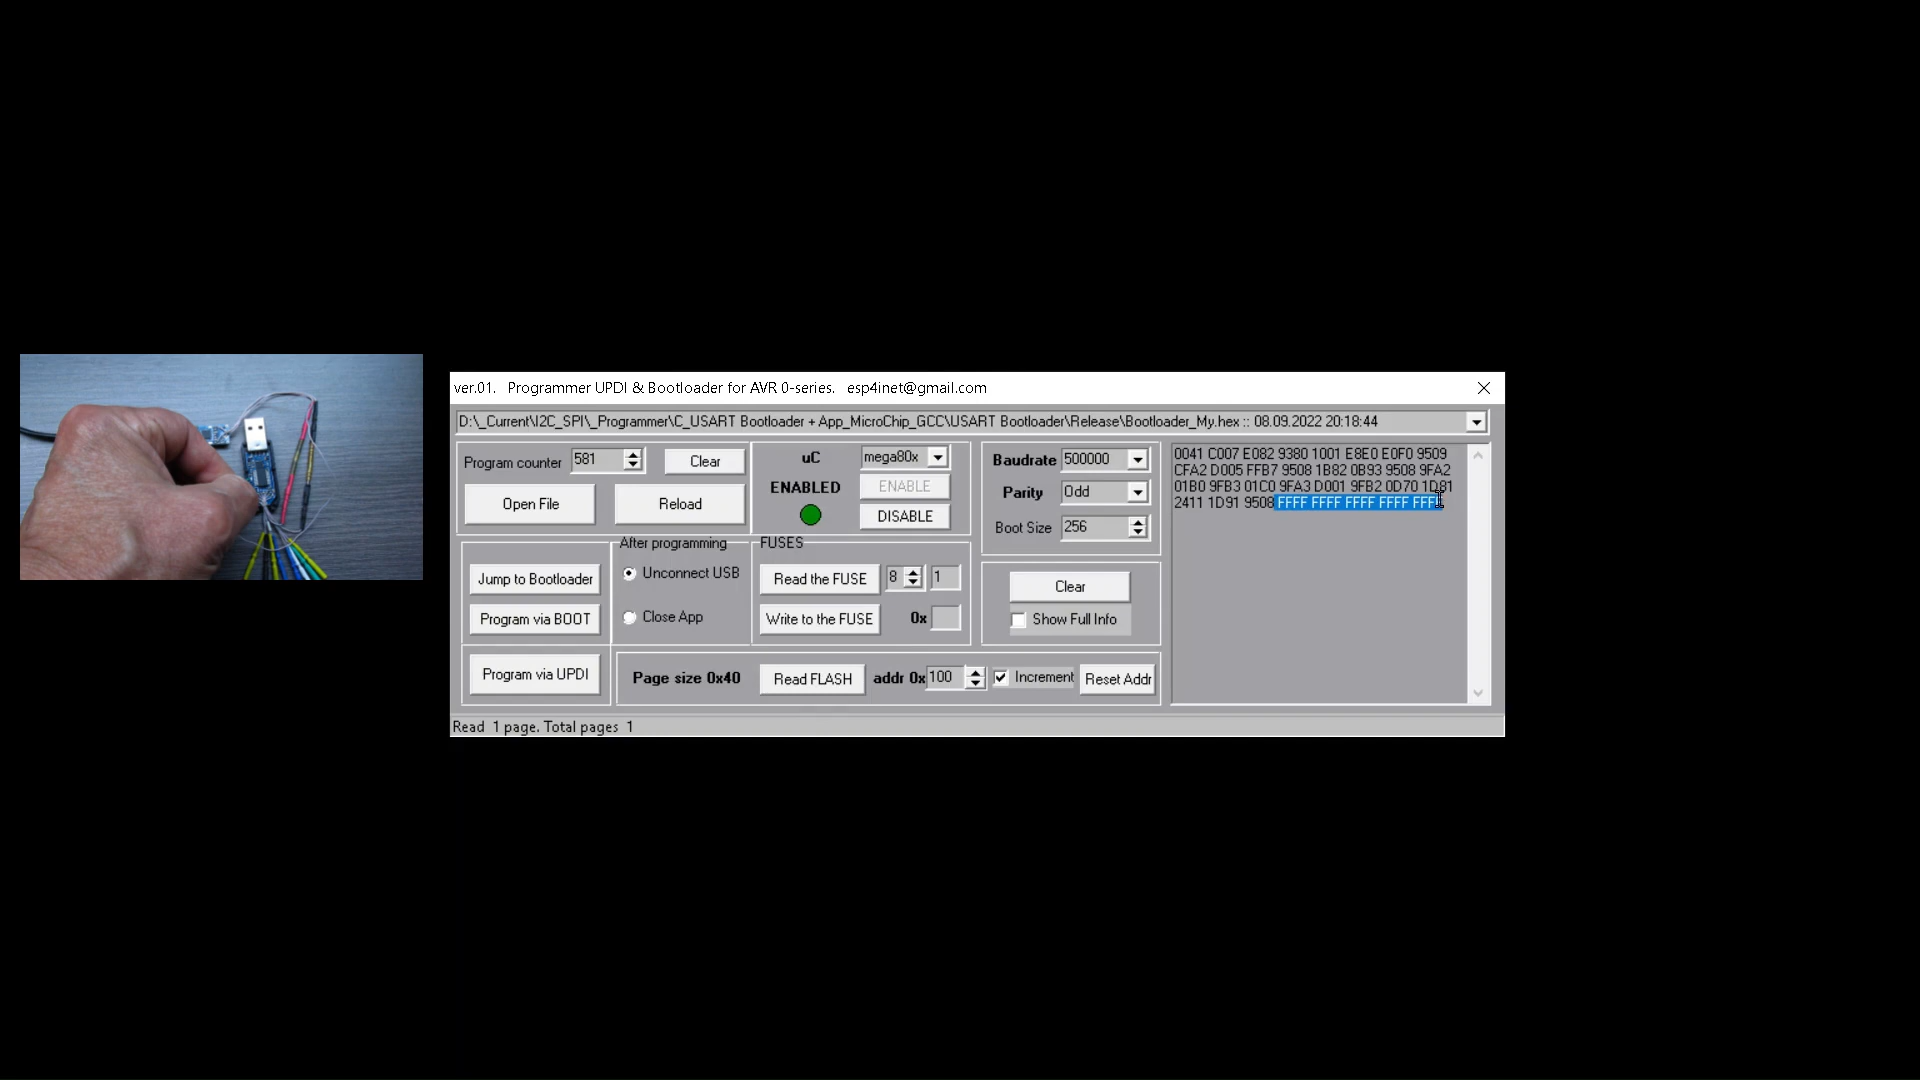 ver.01. Programmer UPDI & Bootloader for AVR 0-series. esp4inet@gmail.com
D:\_Current\I2C_SPI\_Programmer\C_USART Bootloader + App_MicroChip_GCC\USART Bootloader\Release\Bootloader_My.hex :: 08.09.2022 20:18:44
Program counter 581 Clear
Open File Reload
uC mega80x
ENABLED ENABLE
DISABLE
Baudrate 500000
Parity Odd
Boot Size 256
0041 C007 E082 9380 1001 E8E0 E0F0 9509
CFA2 D005 FFB7 9508 1B82 0B93 9508 9FA2
01B0 9FB3 01C0 9FA3 D001 9FB2 0D70 1D81
2411 1D91 9508 FFFF FFFF FFFF FFFF FFFF
Jump to Bootloader
Program via BOOT
Program via UPDI
After programming
Unconnect USB
Close App
FUSES
Read the FUSE 8 1
Write to the FUSE 0x
Clear
Show Full Info
Page size 0x40 Read FLASH addr 0x 100 Increment Reset Addr
Read 1 page. Total pages 1